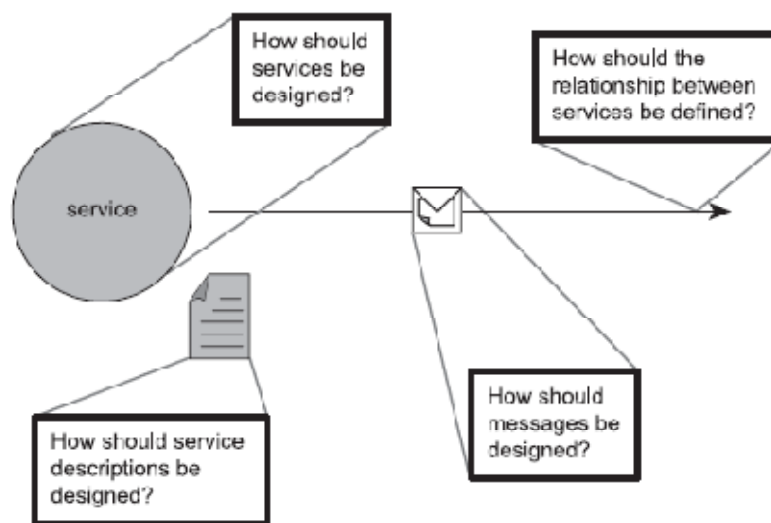 How should
services be
designed?
How should the
relationship between
services be defined?
service
How should
messages be
designed?
How should service
descriptions be
designed?